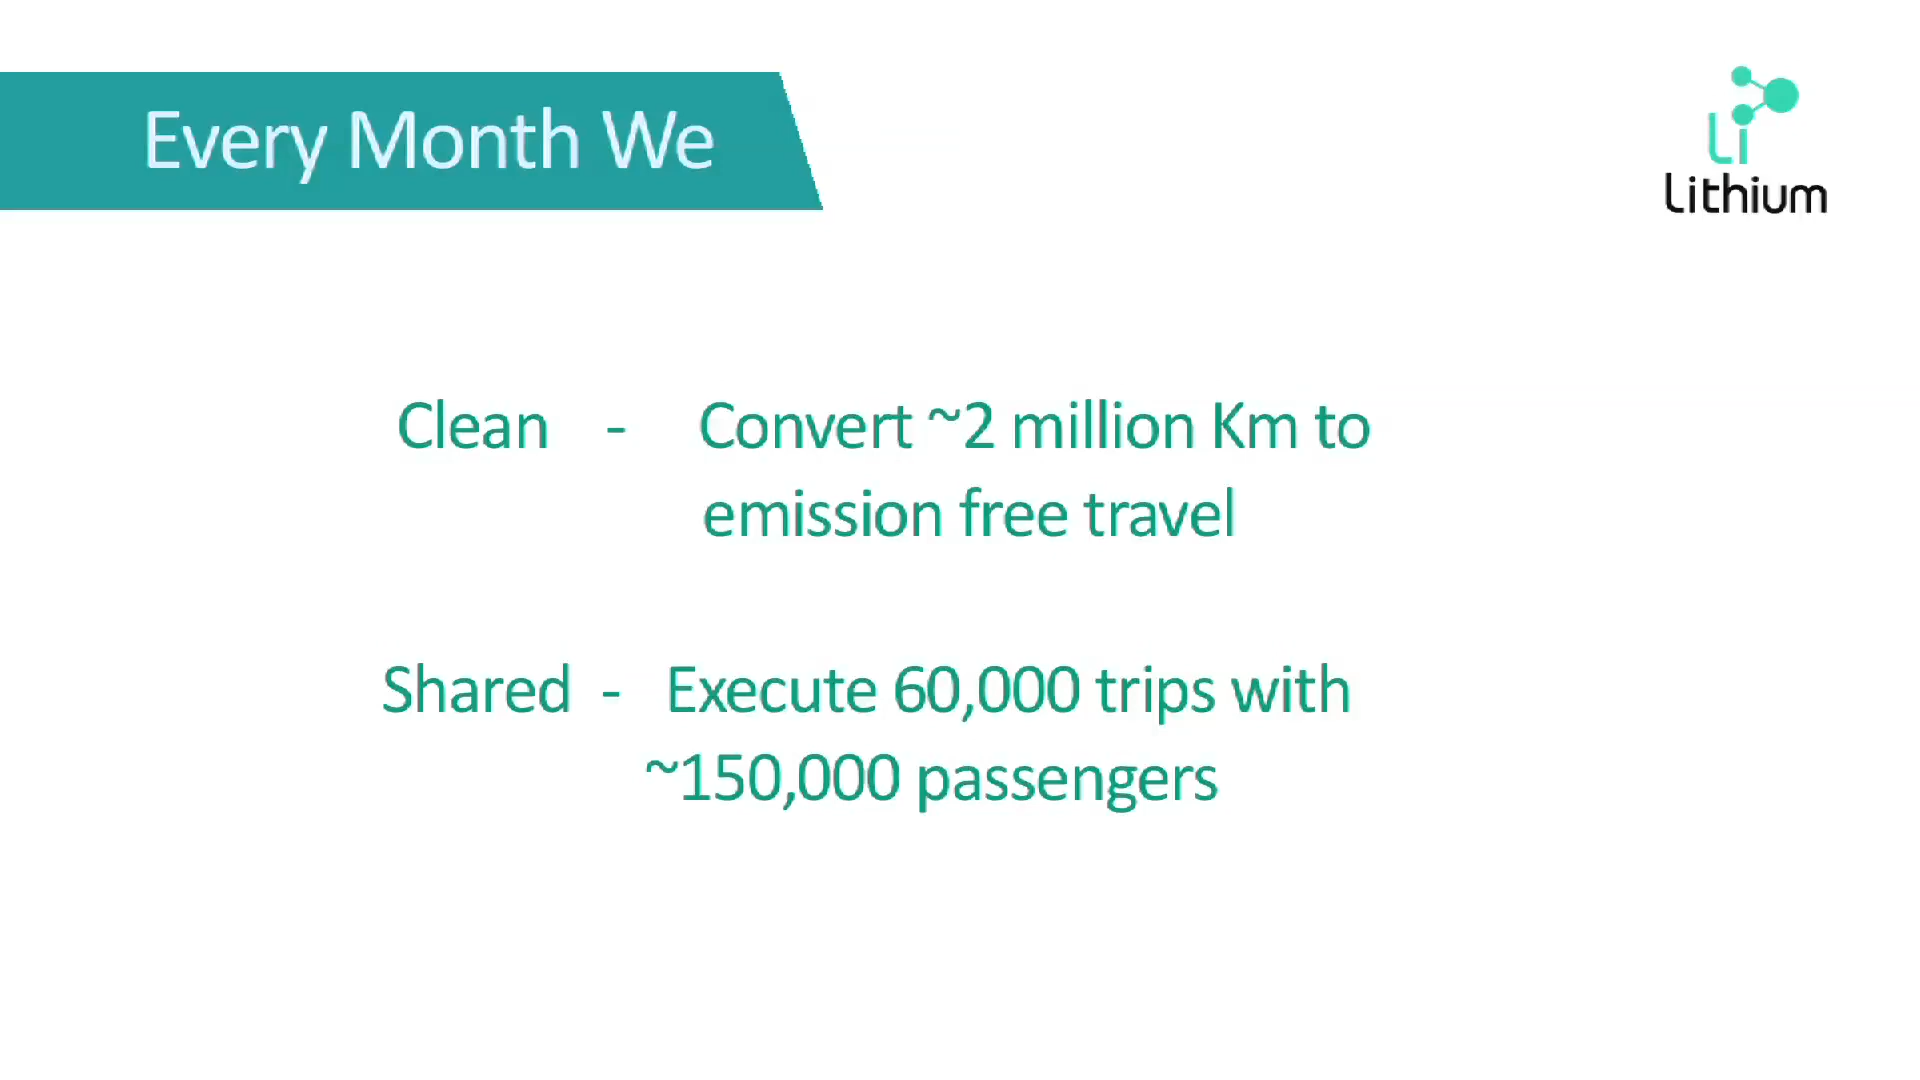 Every Month We
Li
Lithium
Clean - Convert ~2 million Km to
emission free travel
Shared - Execute 60,000 trips with
~150,000 passengers